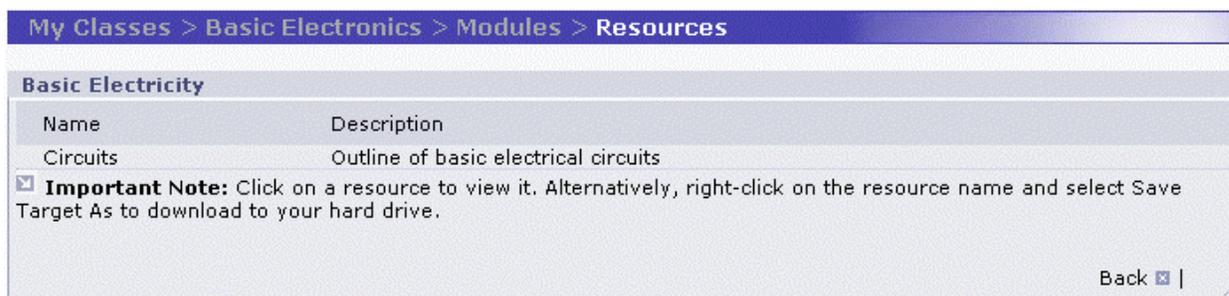 My Classes > Basic Electronics > Modules > Resources
Basic Electricity
Name Description
Circuits Outline of basic electrical circuits
Important Note: Click on a resource to view it. Alternatively, right-click on the resource name and select Save
Target As to download to your hard drive.
Back |